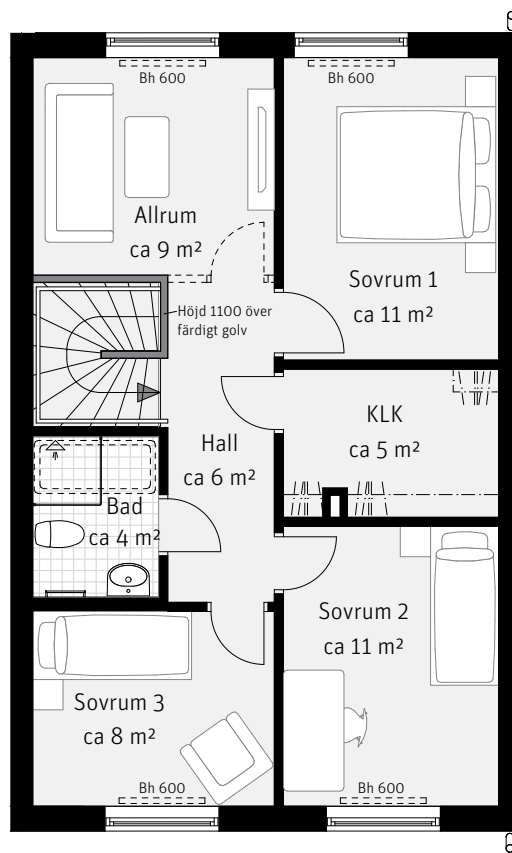 Bh 600
Bh 600
Allrum
ca 9 m²
Sovrum 1
ca 11 m²
Höjd 1100 över
färdigt golv
KLK
ca 5 m²
Hall
ca 6 m²
Bad
ca 4 m²
Sovrum 2
ca 11 m²
Sovrum 3
ca 8 m²
Bh 600
Bh 600